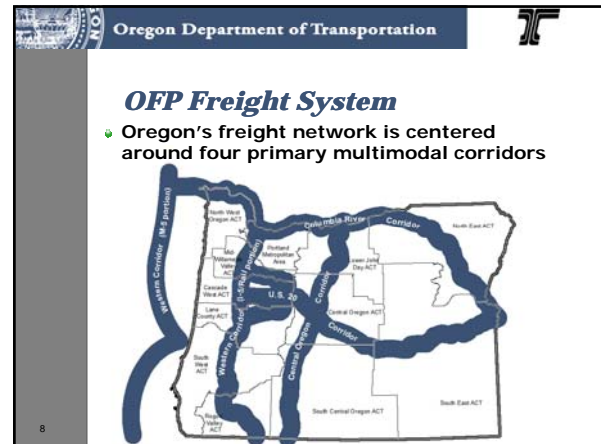 Oregon Department of Transportation
OFP Freight System
Oregon's freight network is centered
around four primary multimodal corridors
Western Corridor (M-5 portion)
North West
Oregon ACT
Columbia River Corridor
North East ACT
Mid-
Willamette
Valley
ACT
Portland
Metropolitan
Area
Lower John
Day ACT
Western Corridor (I-5/Rail portion)
Cascade
West ACT
U.S. 20 Corridor
Lane
County ACT
Central Oregon Corridor
Central Oregon ACT
South
West
ACT
Rogue
Valley
ACT
South Central Oregon ACT
South East ACT
8